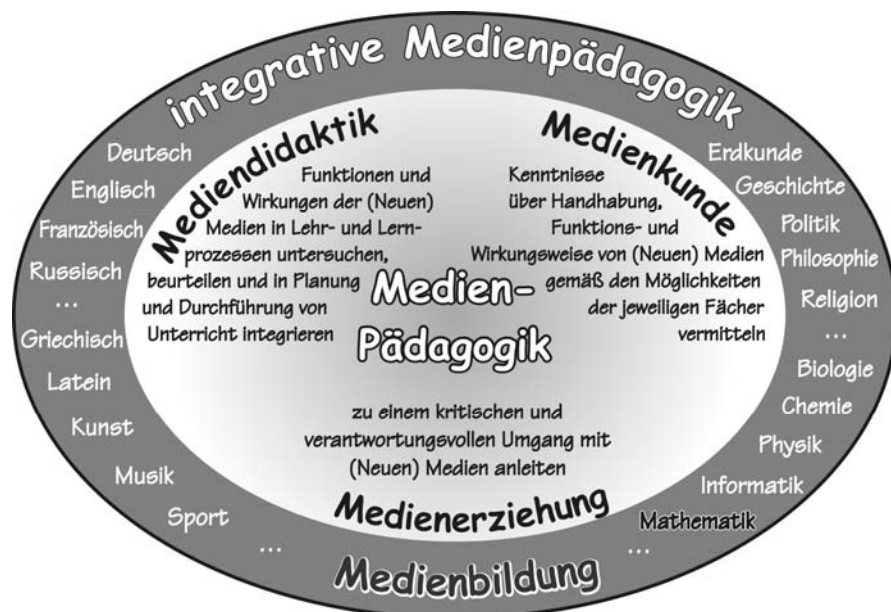 integrative Medienpädagogik
Deutsch
Englisch
Französisch
Russisch
...
Griechisch
Latein
Kunst
Musik
Sport
...
Mediendidaktik
Funktionen und
Wirkungen der (Neuen)
Medien in Lehr- und Lern-
prozessen untersuchen,
beurteilen und in Planung
und Durchführung von
Unterricht integrieren
Medienkunde
Kenntnisse
über Handhabung,
Funktions- und
Wirkungsweise von (Neuen) Medien
gemäß den Möglichkeiten
der jeweiligen Fächer
vermitteln
Medien-
Pädagogik
zu einem kritischen und
verantwortungsvollen Umgang mit
(Neuen) Medien anleiten
Medienerziehung
Erdkunde
Geschichte
Politik
Philosophie
Religion
...
Biologie
Chemie
Physik
Informatik
Mathematik
...
Medienbildung